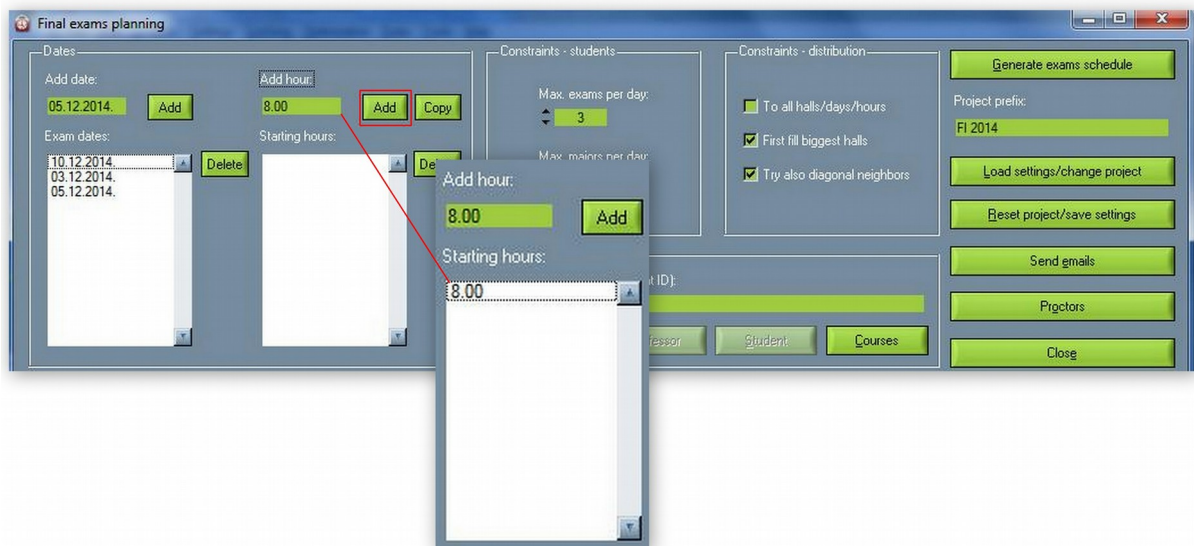 Final exams planning
Dates
Add date:
05.12.2014.
Add
Exam dates:
10.12.2014.
03.12.2014.
05.12.2014.
Delete
Add hour:
8.00
Add
Copy
Starting hours:
Constraints - students
Max. exams per day:
3
Max. majors per day:
Constraints - distribution
To all halls/days/hours
First fill biggest halls
Try also diagonal neighbors
Student
Courses
Generate exams schedule
Project prefix:
FI 2014
Load settings/change project
Reset project/save settings
Send emails
Proctors
Close
Add hour:
8.00
Add
Starting hours:
8.00